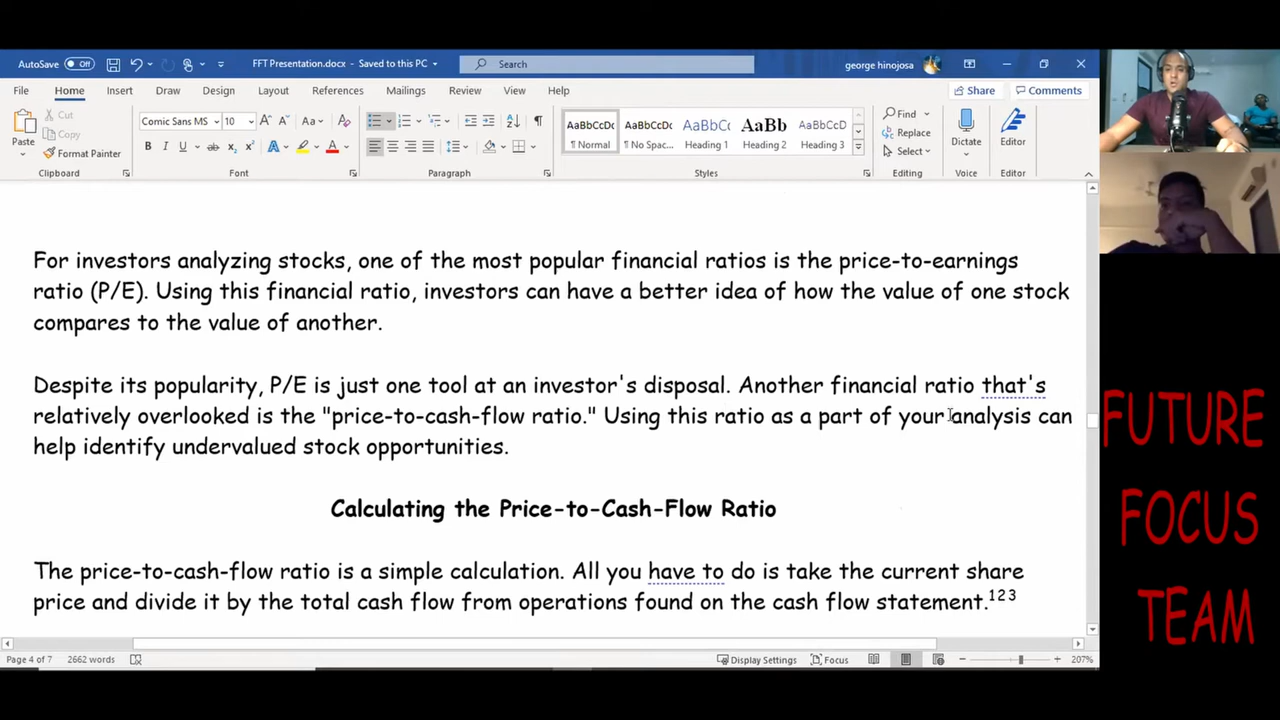 AutoSave Off FFT Presentation.docx - Saved to this PC Search george hinojosa
File Home Insert Draw Design Layout References Mailings Review View Help Share Comments
Paste Cut Copy Format Painter Clipboard
Comic Sans MS 10 Aa
B I U ab x₂ x² A A
Font
Paragraph
AaBbCcDc AaBbCcDc AaBbC AaBb AaBbCcD
¶ Normal ¶ No Spac... Heading 1 Heading 2 Heading 3
Styles
Find
Replace
Select
Editing
Dictate
Voice
Editor
Editor
For investors analyzing stocks, one of the most popular financial ratios is the price-to-earnings
ratio (P/E). Using this financial ratio, investors can have a better idea of how the value of one stock
compares to the value of another.
Despite its popularity, P/E is just one tool at an investor's disposal. Another financial ratio that's
relatively overlooked is the "price-to-cash-flow ratio." Using this ratio as a part of your analysis can
help identify undervalued stock opportunities.
Calculating the Price-to-Cash-Flow Ratio
The price-to-cash-flow ratio is a simple calculation. All you have to do is take the current share
price and divide it by the total cash flow from operations found on the cash flow statement.123
Page 4 of 7 2662 words Display Settings Focus 207%
FUTURE
FOCUS
TEAM